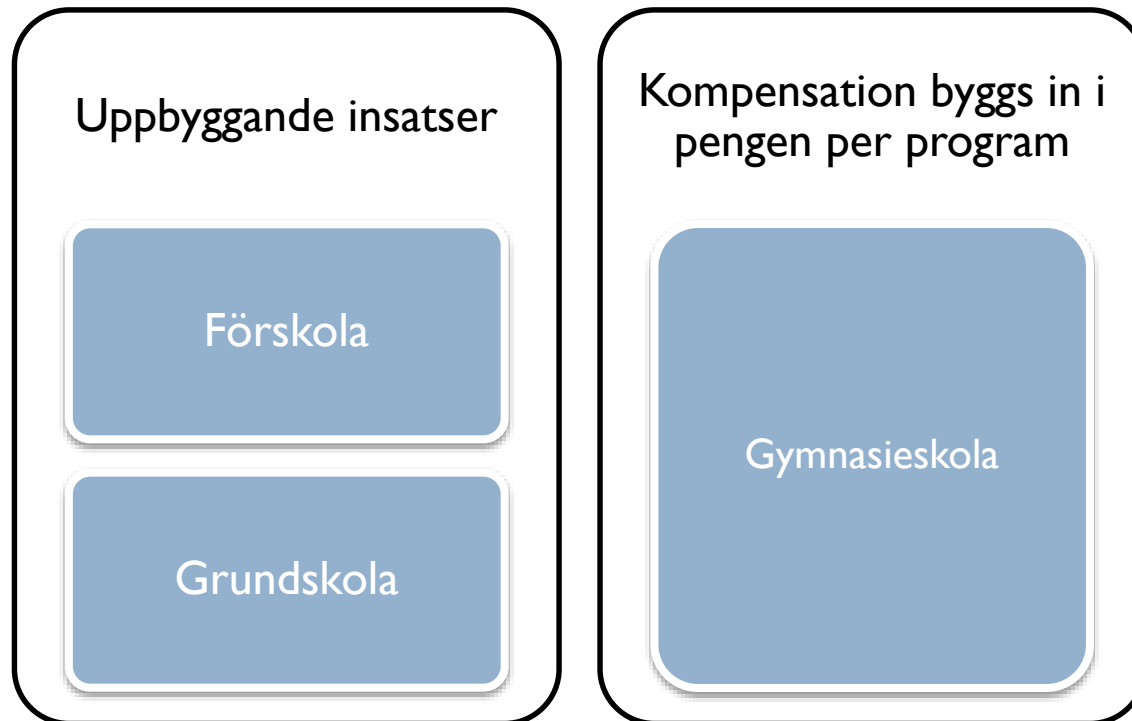 Uppbyggande insatser
Förskola
Grundskola
Kompensation byggs in i
pengen per program
Gymnasieskola